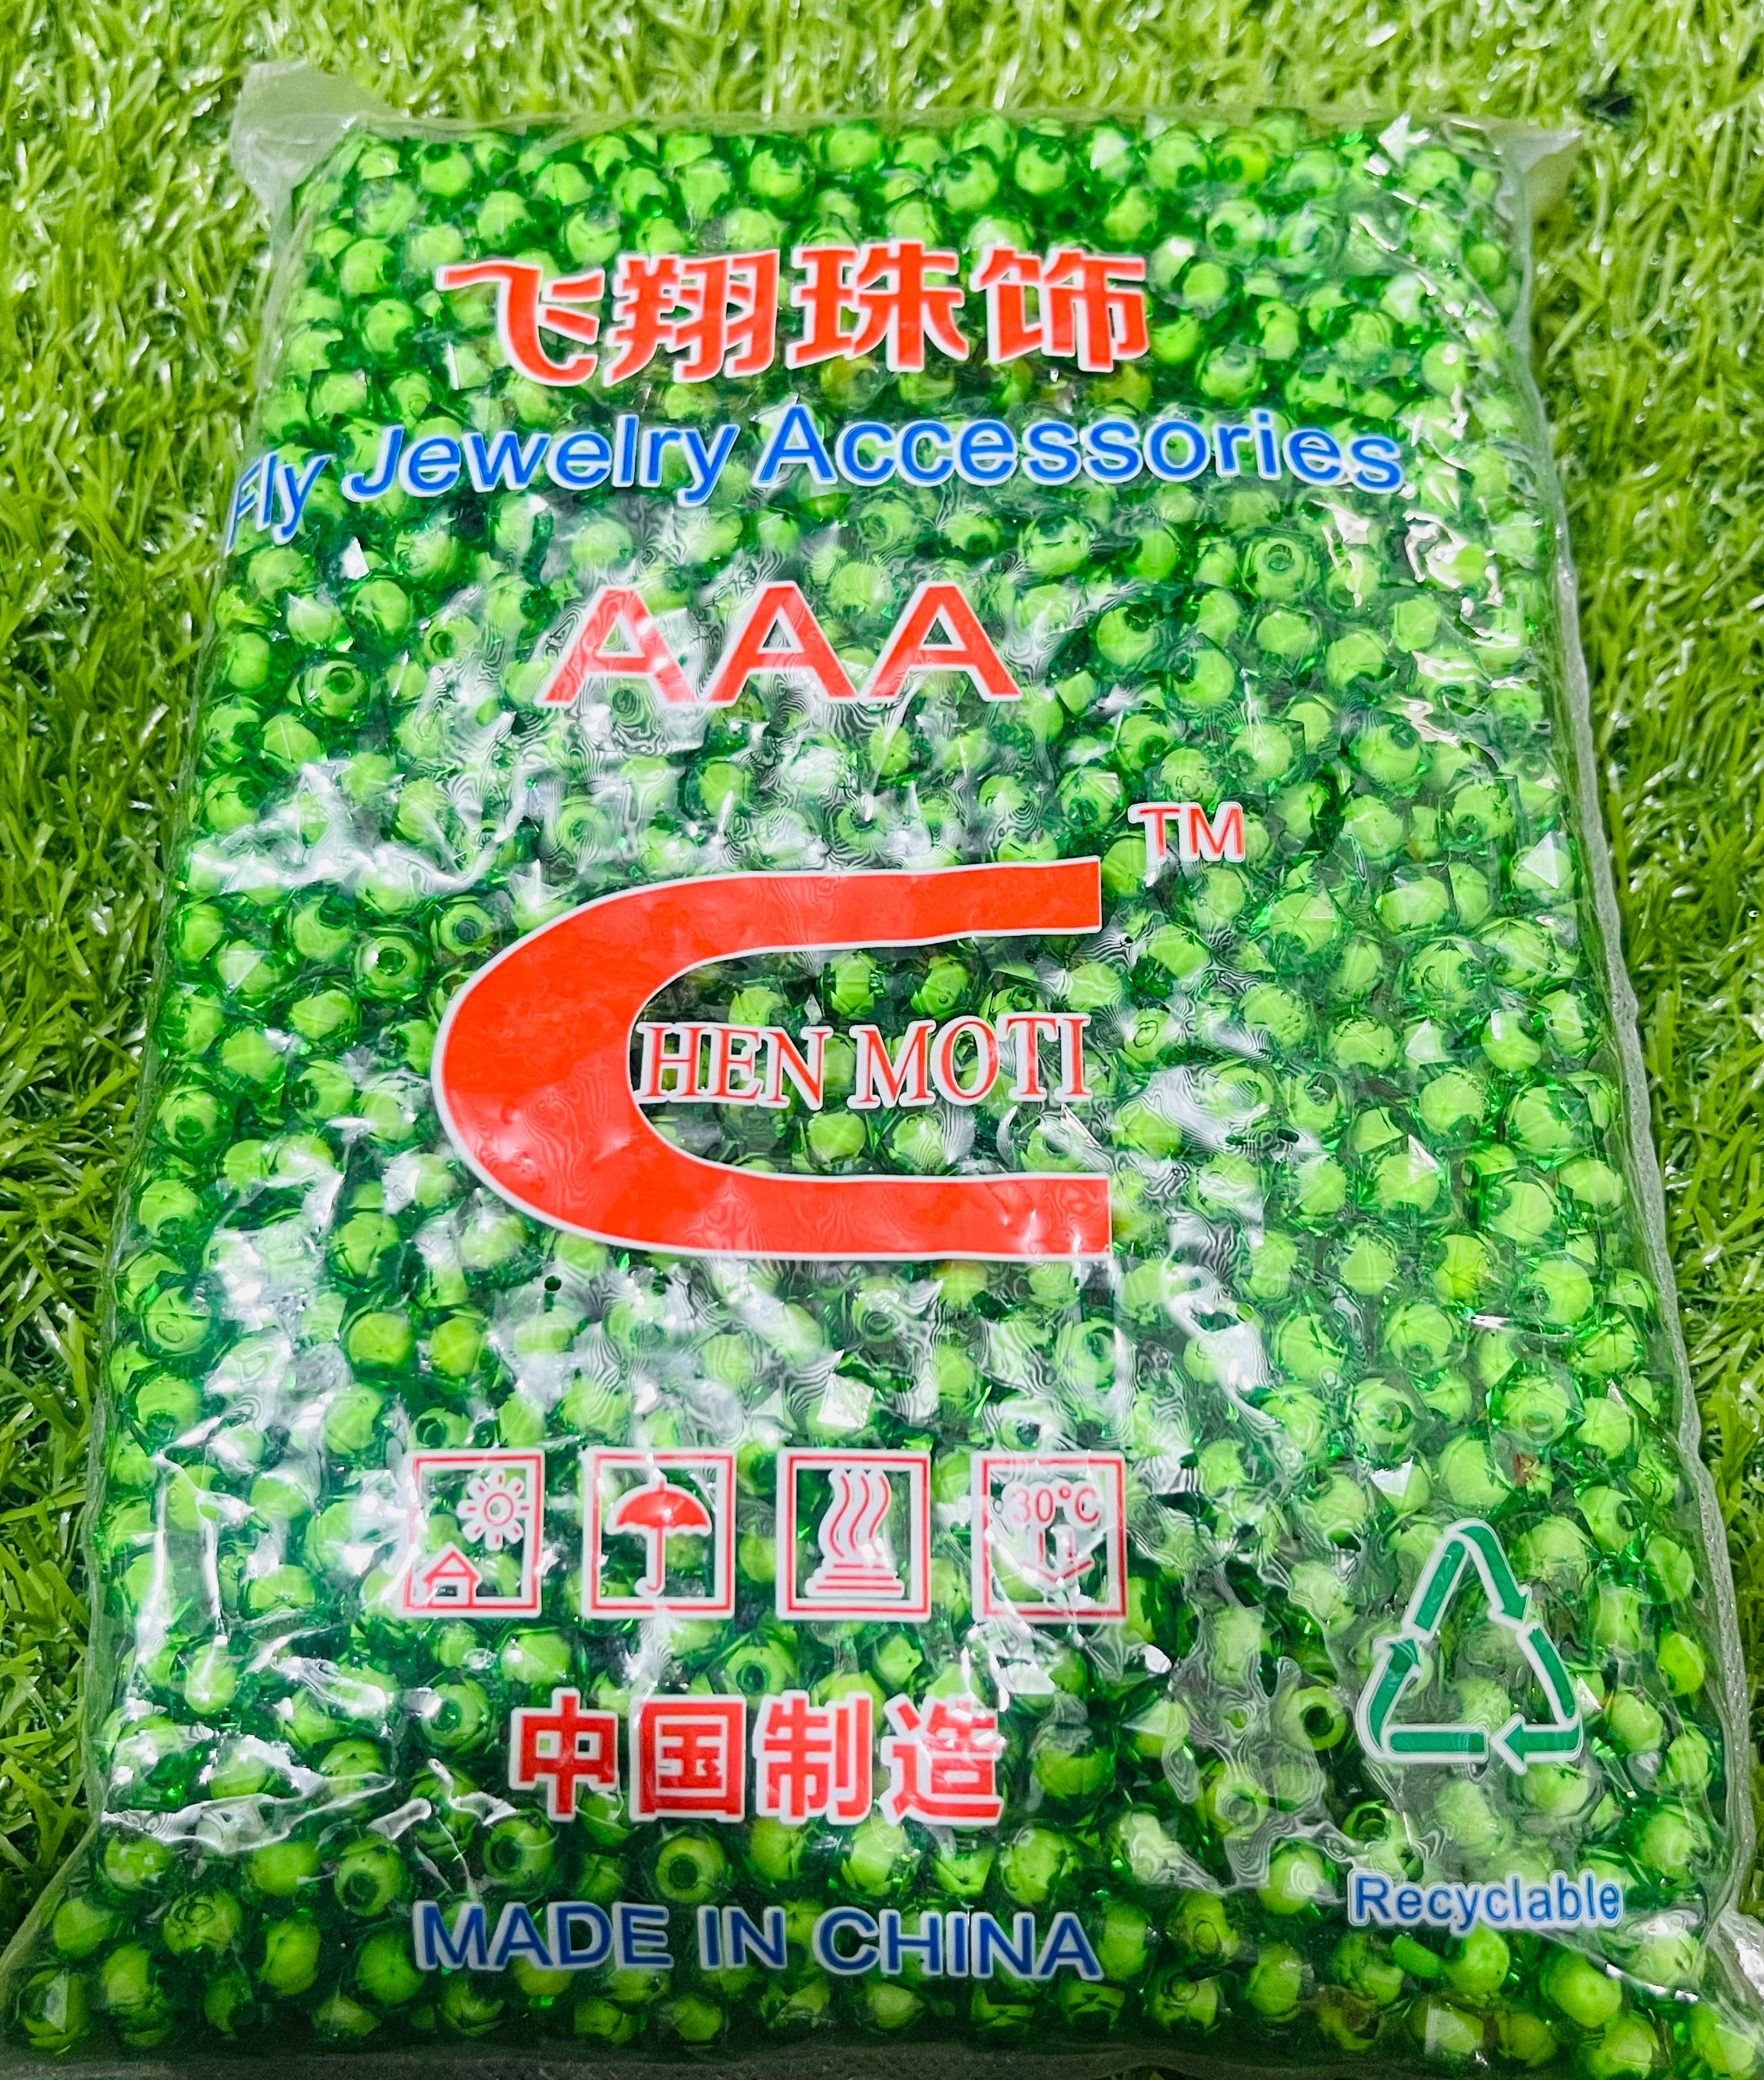 飞翔珠饰
Fly Jewelry Accessories
AAA
TM
CHEN MOTI
30°C
中国制造
MADE IN CHINA
Recyclable